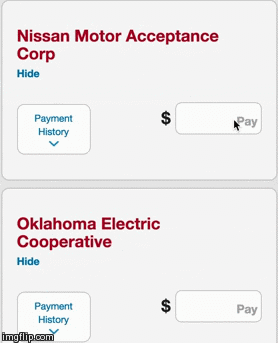 Nissan Motor Acceptance
Corp
Hide
Payment
History
$ Pay
Oklahoma Electric
Cooperative
Hide
Payment
History
$ Pay
imgflip.com